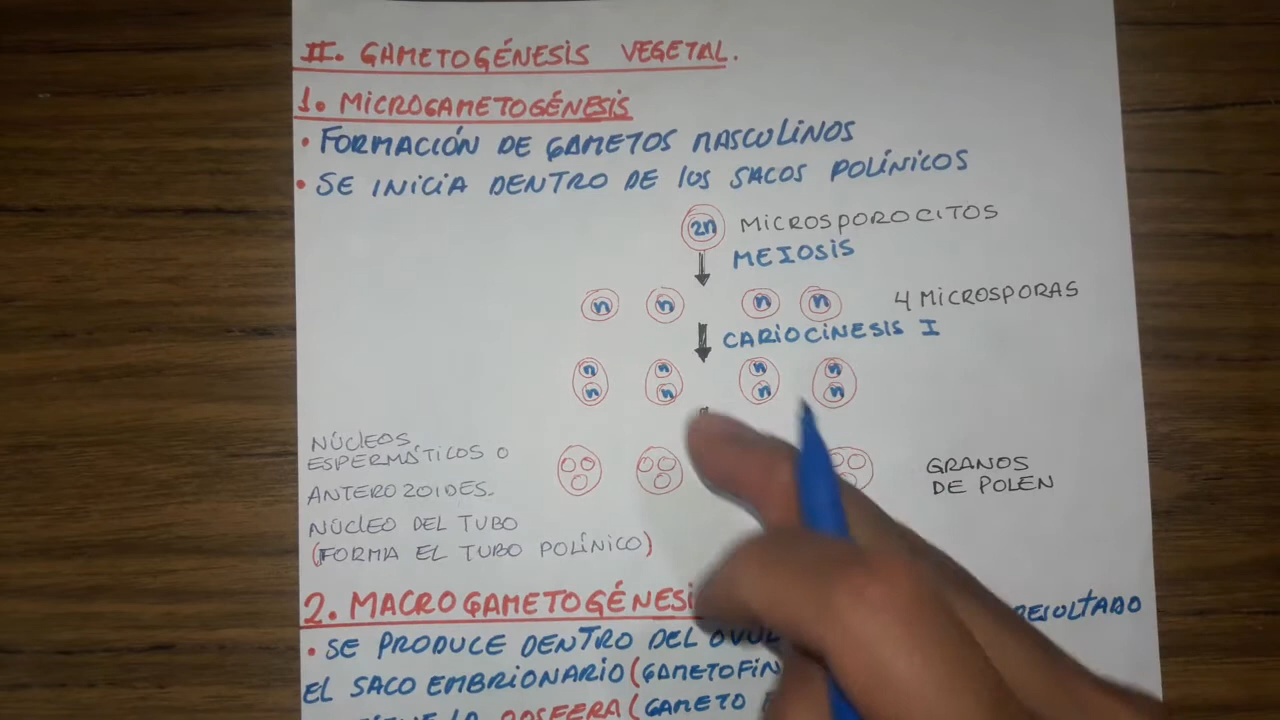 II. GAMETOGÉNESIS VEGETAL.
1. MICROGAMETOGÉNESIS
• FORMACIÓN DE GAMETOS MASCULINOS
• SE INICIA DENTRO DE LOS SACOS POLÍNICOS
2n MICROSPOROCITOS
MEIOSIS
n n n n 4 MICROSPORAS
CARIOCINESIS I
n n n n
n n n n
NÚCLEOS
ESPERMÁTICOS O
ANTEROZOIDES.
GRANOS
DE POLEN
NÚCLEO DEL TUBO
(FORMA EL TUBO POLÍNICO)
2. MACROGAMETOGÉNESI
RESULTADO
• SE PRODUCE DENTRO DEL
EL SACO EMBRIONARIO (
LA OOSFERA (GAMETO